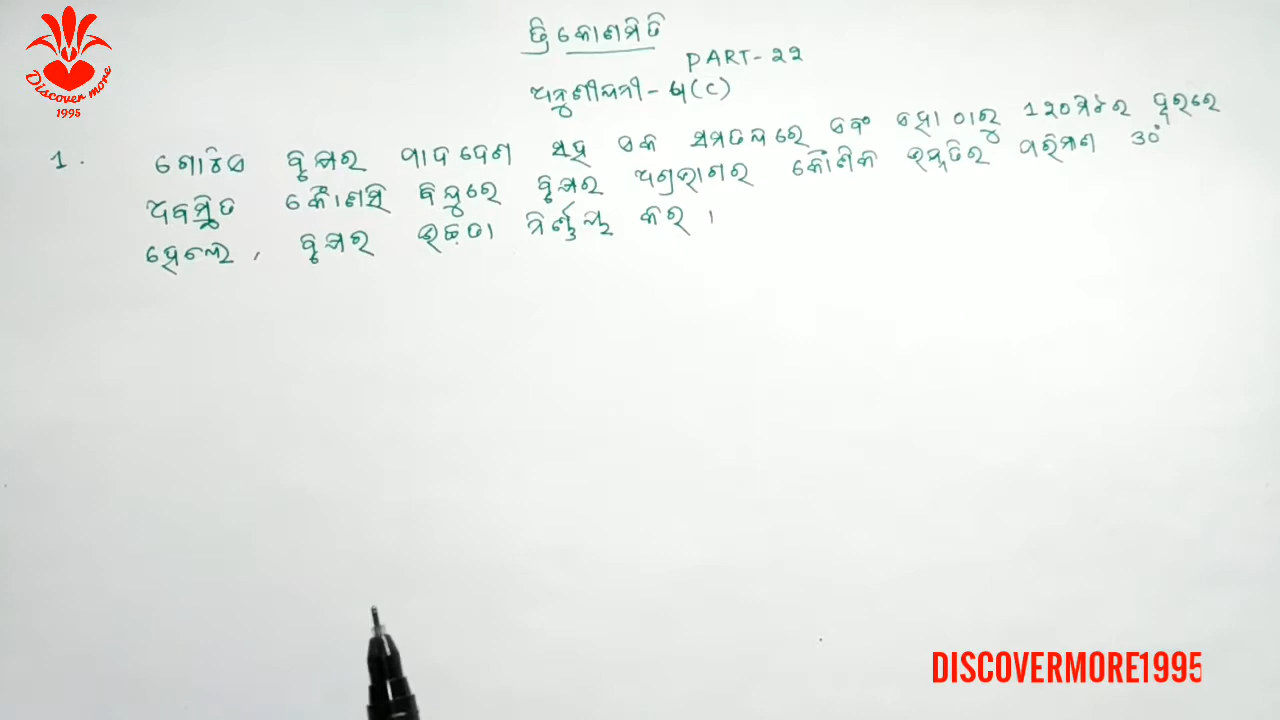 Discover more
1995
ତ୍ରିକୋଣମିତି
PART-22
ଅନୁଶୀଳନୀ - 4(c)
1. ଗୋଟିଏ ବୃକ୍ଷର ପାଦଦେଶ ସହ ଏକ ସମତଳରେ ଏବଂ ଏହା ଠାରୁ 120ମିଟର ଦୂରରେ
ଅବସ୍ଥିତ କୌଣସି ବିନ୍ଦୁରେ ବୃକ୍ଷର ଅଗ୍ରଭାଗର କୌଣିକ ଉନ୍ନତିର ପରିମାଣ 30°
ହେଲେ, ବୃକ୍ଷର ଉଚ୍ଚତା ନିର୍ଣ୍ଣୟ କର ।
DISCOVERMORE1995